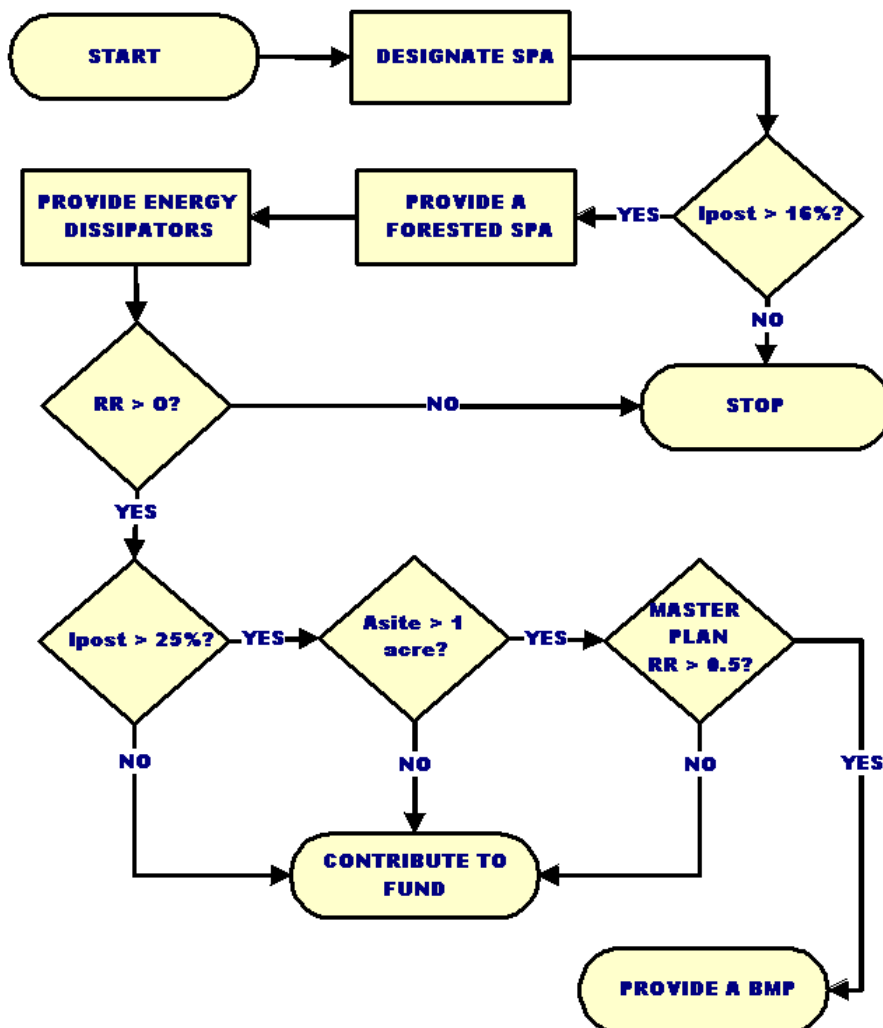 START
DESIGNATE SPA
PROVIDE ENERGY
DISSIPATORS
PROVIDE A
FORESTED SPA
YES
Ipost > 16%?
NO
RR > 0?
NO
STOP
YES
Ipost > 25%?
YES
Asite > 1
acre?
YES
MASTER
PLAN
RR > 0.5?
NO
NO
NO
YES
CONTRIBUTE TO
FUND
PROVIDE A BMP